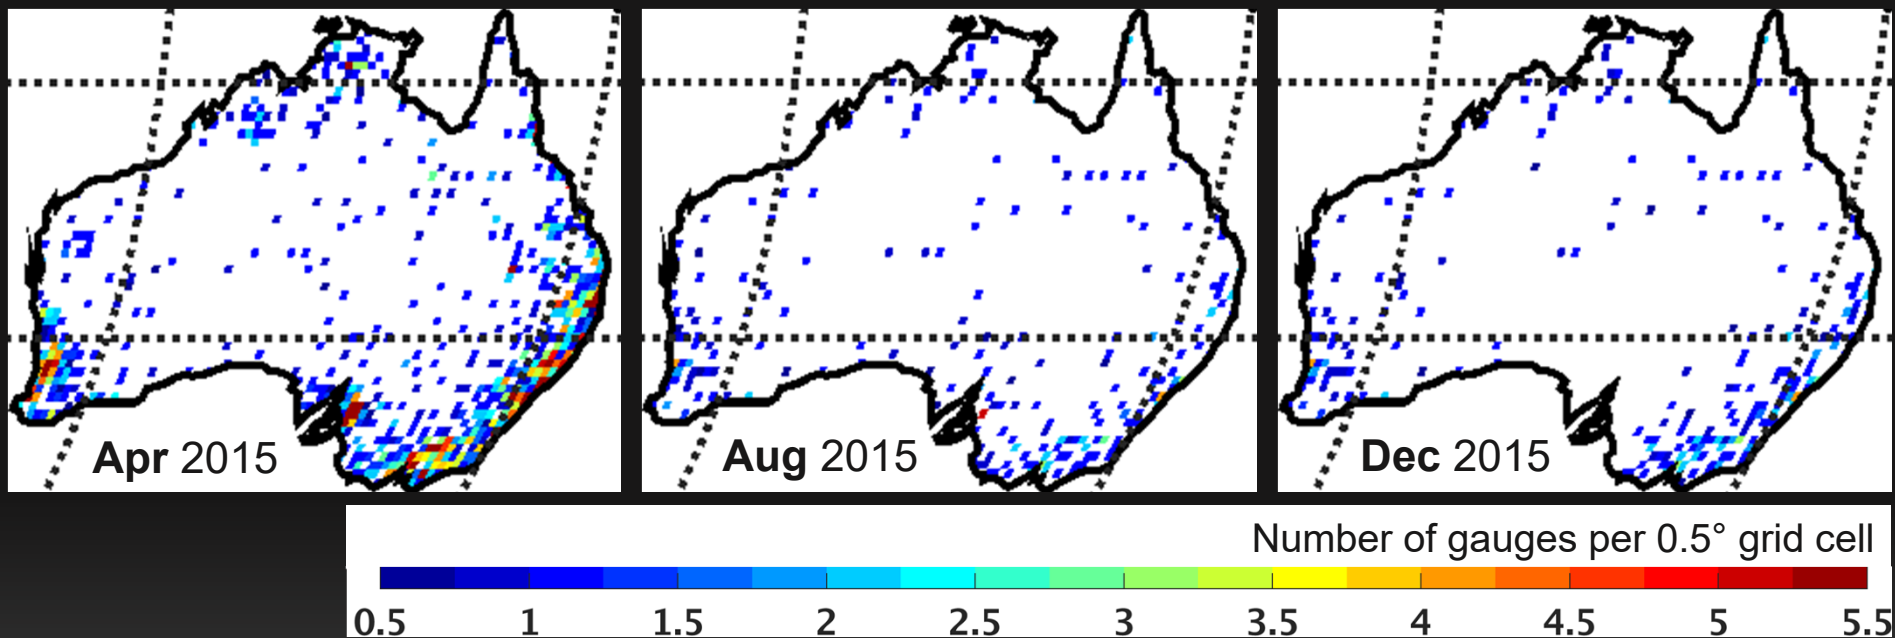 Apr 2015
Aug 2015
Dec 2015
Number of gauges per 0.5° grid cell
0.5 1 1.5 2 2.5 3 3.5 4 4.5 5 5.5